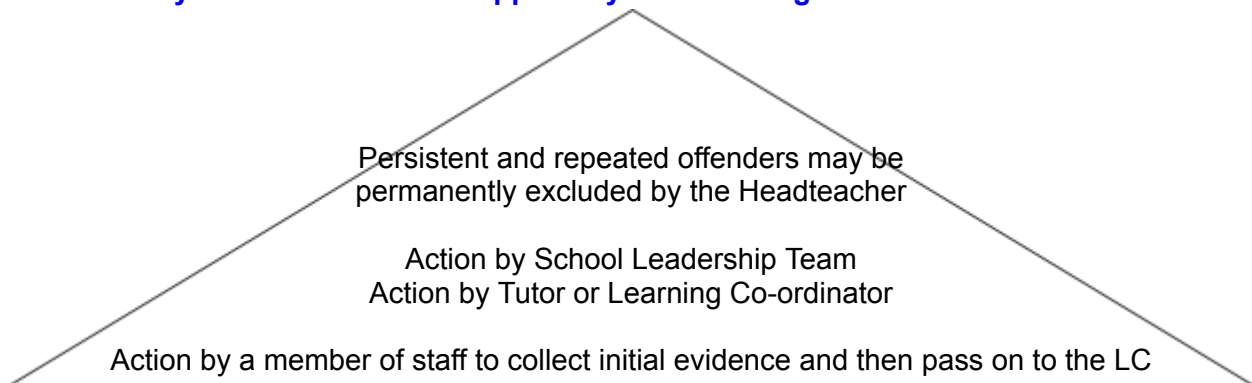 Persistent and repeated offenders may be
permanently excluded by the Headteacher
Action by School Leadership Team
Action by Tutor or Learning Co-ordinator
Action by a member of staff to collect initial evidence and then pass on to the LC